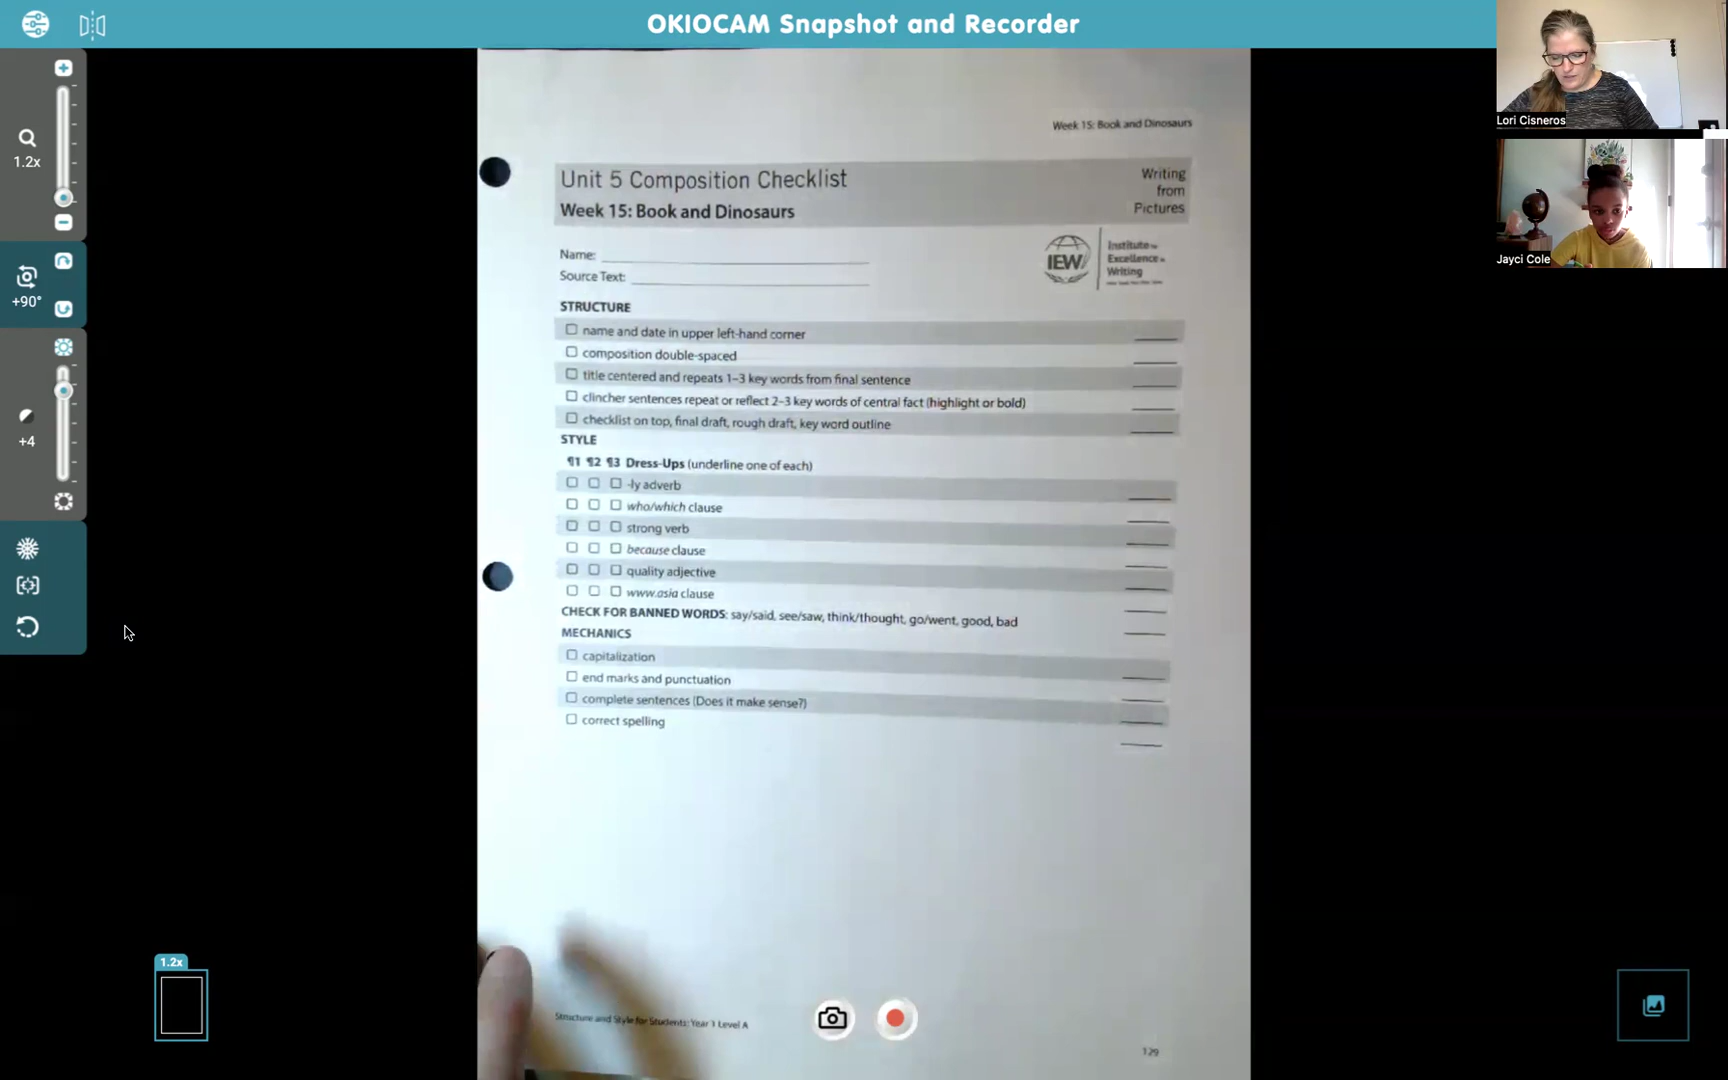 OKIOCAM Snapshot and Recorder
1.2x
+90°
+4
Lori Cisneros
Jayci Cole
Week 15: Book and Dinosaurs
Unit 5 Composition Checklist
Week 15: Book and Dinosaurs
Writing
from
Pictures
Name:
Source Text:
IEW
Institute for
Excellence in
Writing
STRUCTURE
name and date in upper left-hand corner
composition double-spaced
title centered and repeats 1–3 key words from final sentence
clincher sentences repeat or reflect 2–3 key words of central fact (highlight or bold)
checklist on top, final draft, rough draft, key word outline
STYLE
¶1 ¶2 ¶3 Dress-Ups (underline one of each)
-ly adverb
who/which clause
strong verb
because clause
quality adjective
www.asia clause
CHECK FOR BANNED WORDS: say/said, see/saw, think/thought, go/went, good, bad
MECHANICS
capitalization
end marks and punctuation
complete sentences (Does it make sense?)
correct spelling
1.2x
Structure and Style for Students: Year 1 Level A
129